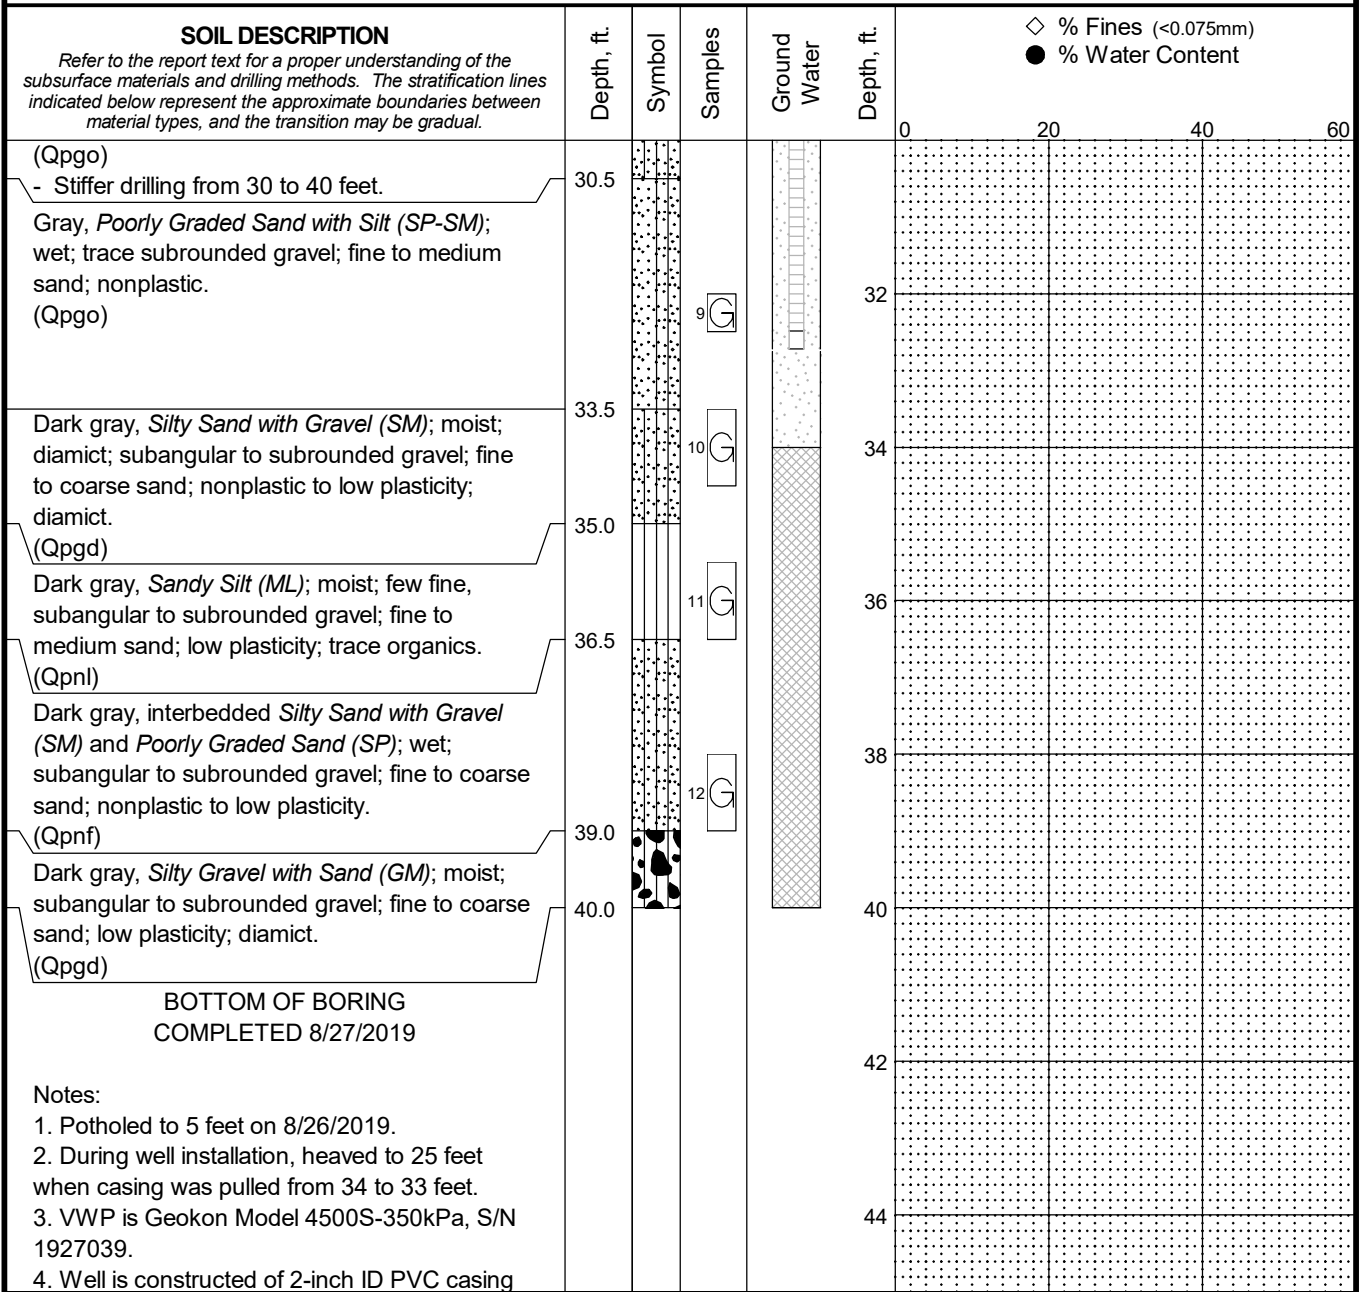 SOIL DESCRIPTION
Refer to the report text for a proper understanding of the
subsurface materials and drilling methods. The stratification lines
indicated below represent the approximate boundaries between
material types, and the transition may be gradual.
Depth, ft.
Symbol
Samples
Ground
Water
Depth, ft.
◇ % Fines (<0.075mm)
● % Water Content
0 20 40 60
(Qpgo)
- Stiffer drilling from 30 to 40 feet.
30.5
Gray, Poorly Graded Sand with Silt (SP-SM);
wet; trace subrounded gravel; fine to medium
sand; nonplastic.
(Qpgo)
9 G
32
33.5
Dark gray, Silty Sand with Gravel (SM); moist;
diamict; subangular to subrounded gravel; fine
to coarse sand; nonplastic to low plasticity;
diamict.
(Qpgd)
10 G
34
35.0
Dark gray, Sandy Silt (ML); moist; few fine,
subangular to subrounded gravel; fine to
medium sand; low plasticity; trace organics.
(Qpnl)
11 G
36
36.5
Dark gray, interbedded Silty Sand with Gravel
(SM) and Poorly Graded Sand (SP); wet;
subangular to subrounded gravel; fine to coarse
sand; nonplastic to low plasticity.
(Qpnf)
12 G
38
39.0
Dark gray, Silty Gravel with Sand (GM); moist;
subangular to subrounded gravel; fine to coarse
sand; low plasticity; diamict.
(Qpgd)
40.0
40
BOTTOM OF BORING
COMPLETED 8/27/2019
42
Notes:
1. Potholed to 5 feet on 8/26/2019.
2. During well installation, heaved to 25 feet
when casing was pulled from 34 to 33 feet.
3. VWP is Geokon Model 4500S-350kPa, S/N
1927039.
44
4. Well is constructed of 2-inch ID PVC casing